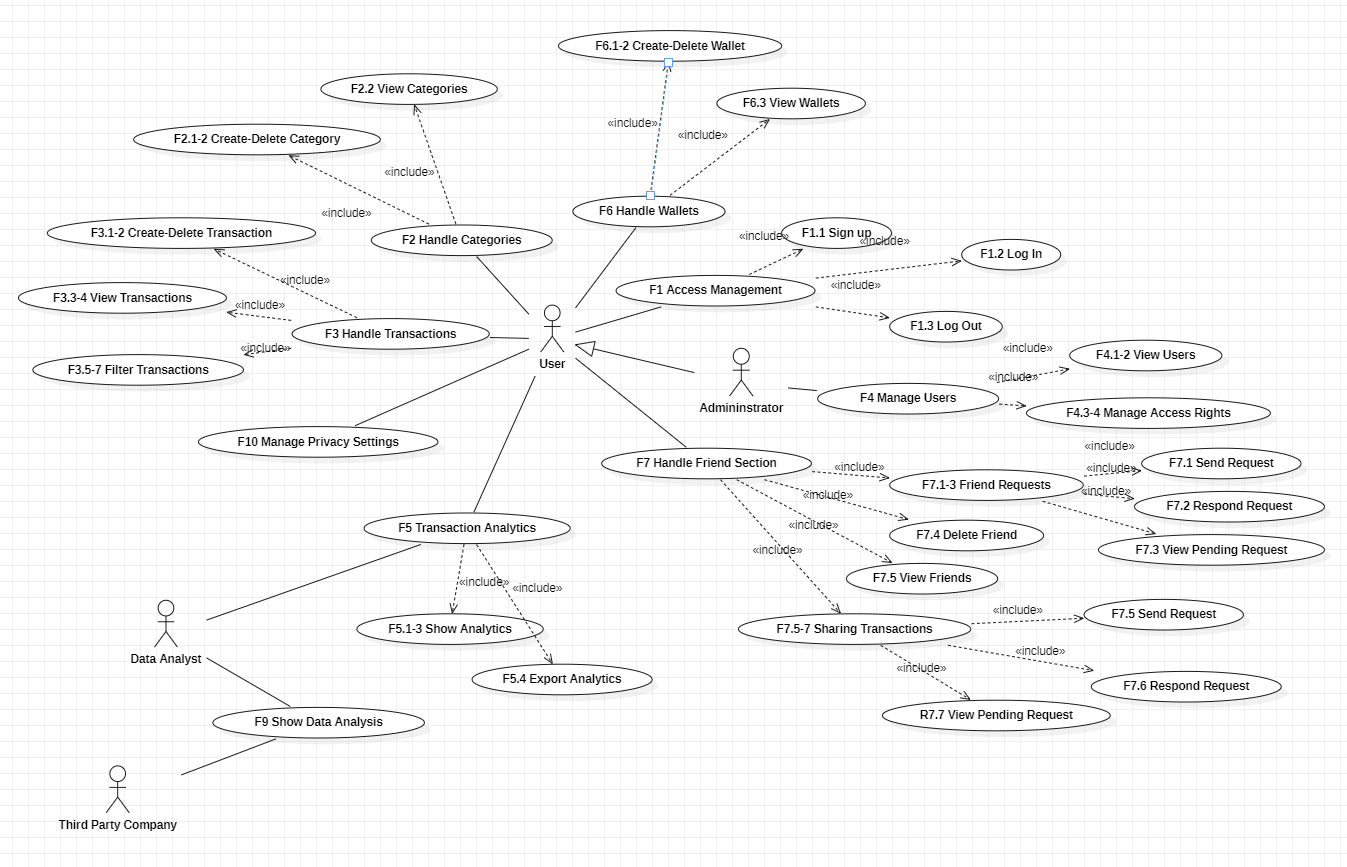 F6.1-2 Create-Delete Wallet
F2.2 View Categories
F6.3 View Wallets
«include»
«include»
F2.1-2 Create-Delete Category
«include»
«include»
F6 Handle Wallets
F3.1-2 Create-Delete Transaction
F2 Handle Categories
«include»
F1.1 Sign up
«include»
F1.2 Log In
«include»
«include»
F1 Access Management
F3.3-4 View Transactions
«include»
F1.3 Log Out
F3 Handle Transactions
«include»
«include»
F4.1-2 View Users
User
F3.5-7 Filter Transactions
«include»
F4 Manage Users
Admininstrator
F4.3-4 Manage Access Rights
F10 Manage Privacy Settings
«include»
F7 Handle Friend Section
«include»
«include»
F7.1 Send Request
F7.1-3 Friend Requests
«include»
«include»
F7.2 Respond Request
F5 Transaction Analytics
«include»
F7.4 Delete Friend
«include»
F7.3 View Pending Request
F7.5 View Friends
«include»
«include»
F5.1-3 Show Analytics
F7.5-7 Sharing Transactions
«include»
F7.5 Send Request
Data Analyst
«include»
«include»
F5.4 Export Analytics
F7.6 Respond Request
F9 Show Data Analysis
R7.7 View Pending Request
Third Party Company